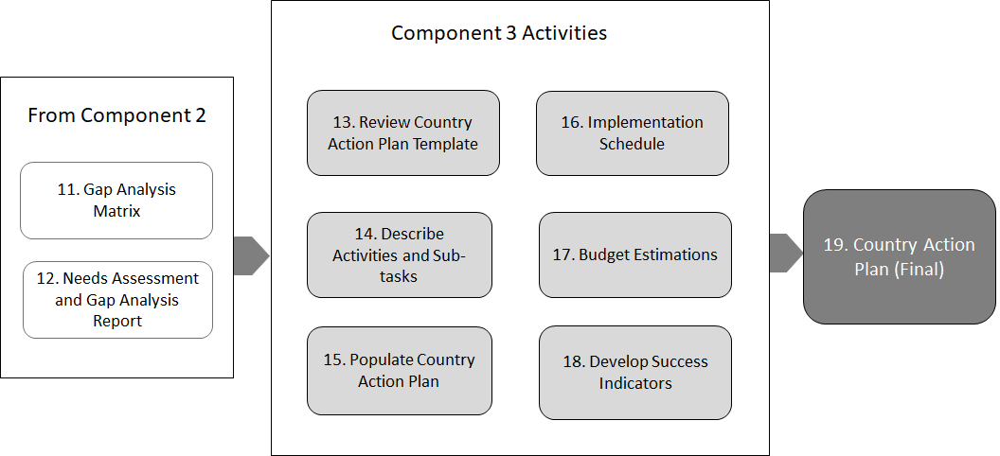 From Component 2
11. Gap Analysis
Matrix
12. Needs Assessment
and Gap Analysis
Report
Component 3 Activities
13. Review Country
Action Plan Template
14. Describe
Activities and Sub-
tasks
15. Populate Country
Action Plan
16. Implementation
Schedule
17. Budget Estimations
18. Develop Success
Indicators
19. Country Action
Plan (Final)